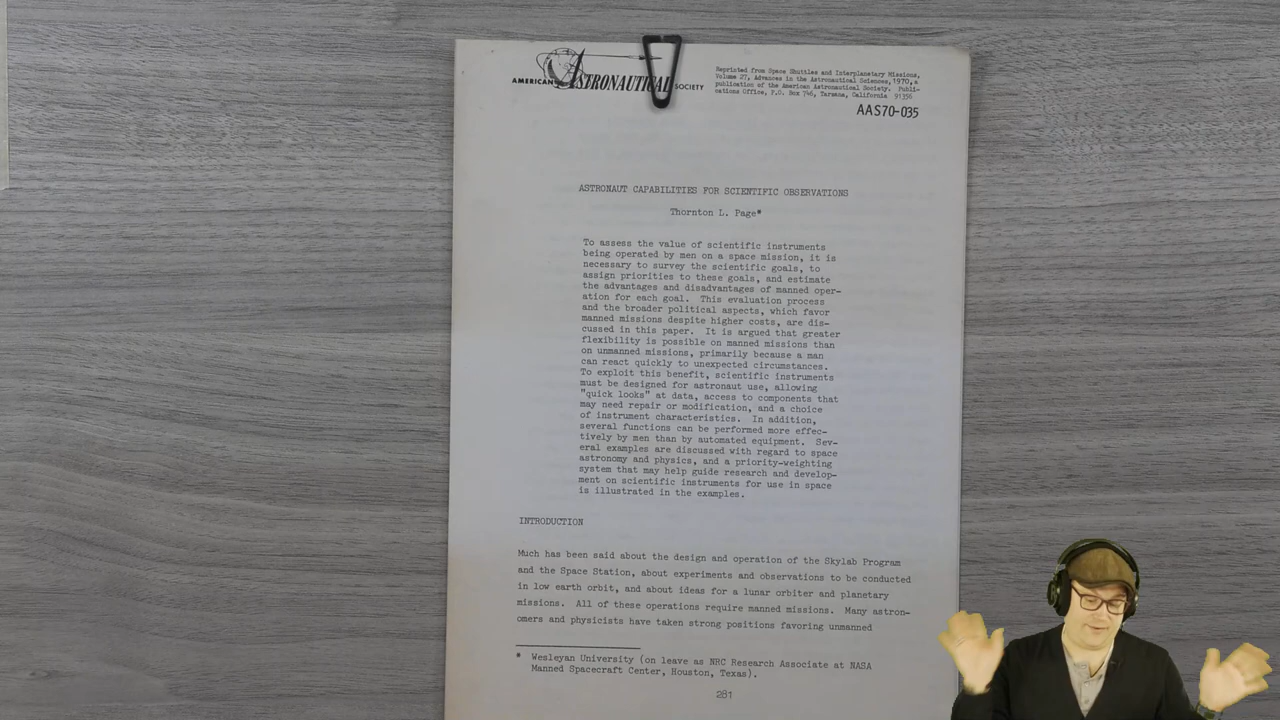 AMERICAN ASTRONAUTICAL SOCIETY
Reprinted from Space Shuttles and Interplanetary Missions,
Volume 27, Advances in the Astronautical Sciences, 1970, a
publication of the American Astronautical Society. Publi-
cations Office, P.O. Box 746, Tarzana, California 91356
AAS70-035
ASTRONAUT CAPABILITIES FOR SCIENTIFIC OBSERVATIONS
Thornton L. Page*
To assess the value of scientific instruments
being operated by men on a space mission, it is
necessary to survey the scientific goals, to
assign priorities to these goals, and estimate
the advantages and disadvantages of manned oper-
ation for each goal. This evaluation process
and the broader political aspects, which favor
manned missions despite higher costs, are dis-
cussed in this paper. It is argued that greater
flexibility is possible on manned missions than
on unmanned missions, primarily because a man
can react quickly to unexpected circumstances.
To exploit this benefit, scientific instruments
must be designed for astronaut use, allowing
"quick looks" at data, access to components that
may need repair or modification, and a choice
of instrument characteristics. In addition,
several functions can be performed more effec-
tively by men than by automated equipment. Sev-
eral examples are discussed with regard to space
astronomy and physics, and a priority-weighting
system that may help guide research and develop-
ment on scientific instruments for use in space
is illustrated in the examples.
INTRODUCTION
Much has been said about the design and operation of the Skylab Program
and the Space Station, about experiments and observations to be conducted
in low earth orbit, and about ideas for a lunar orbiter and planetary
missions. All of these operations require manned missions. Many astron-
omers and physicists have taken strong positions favoring unmanned
* Wesleyan University (on leave as NRC Research Associate at NASA
Manned Spacecraft Center, Houston, Texas).
281